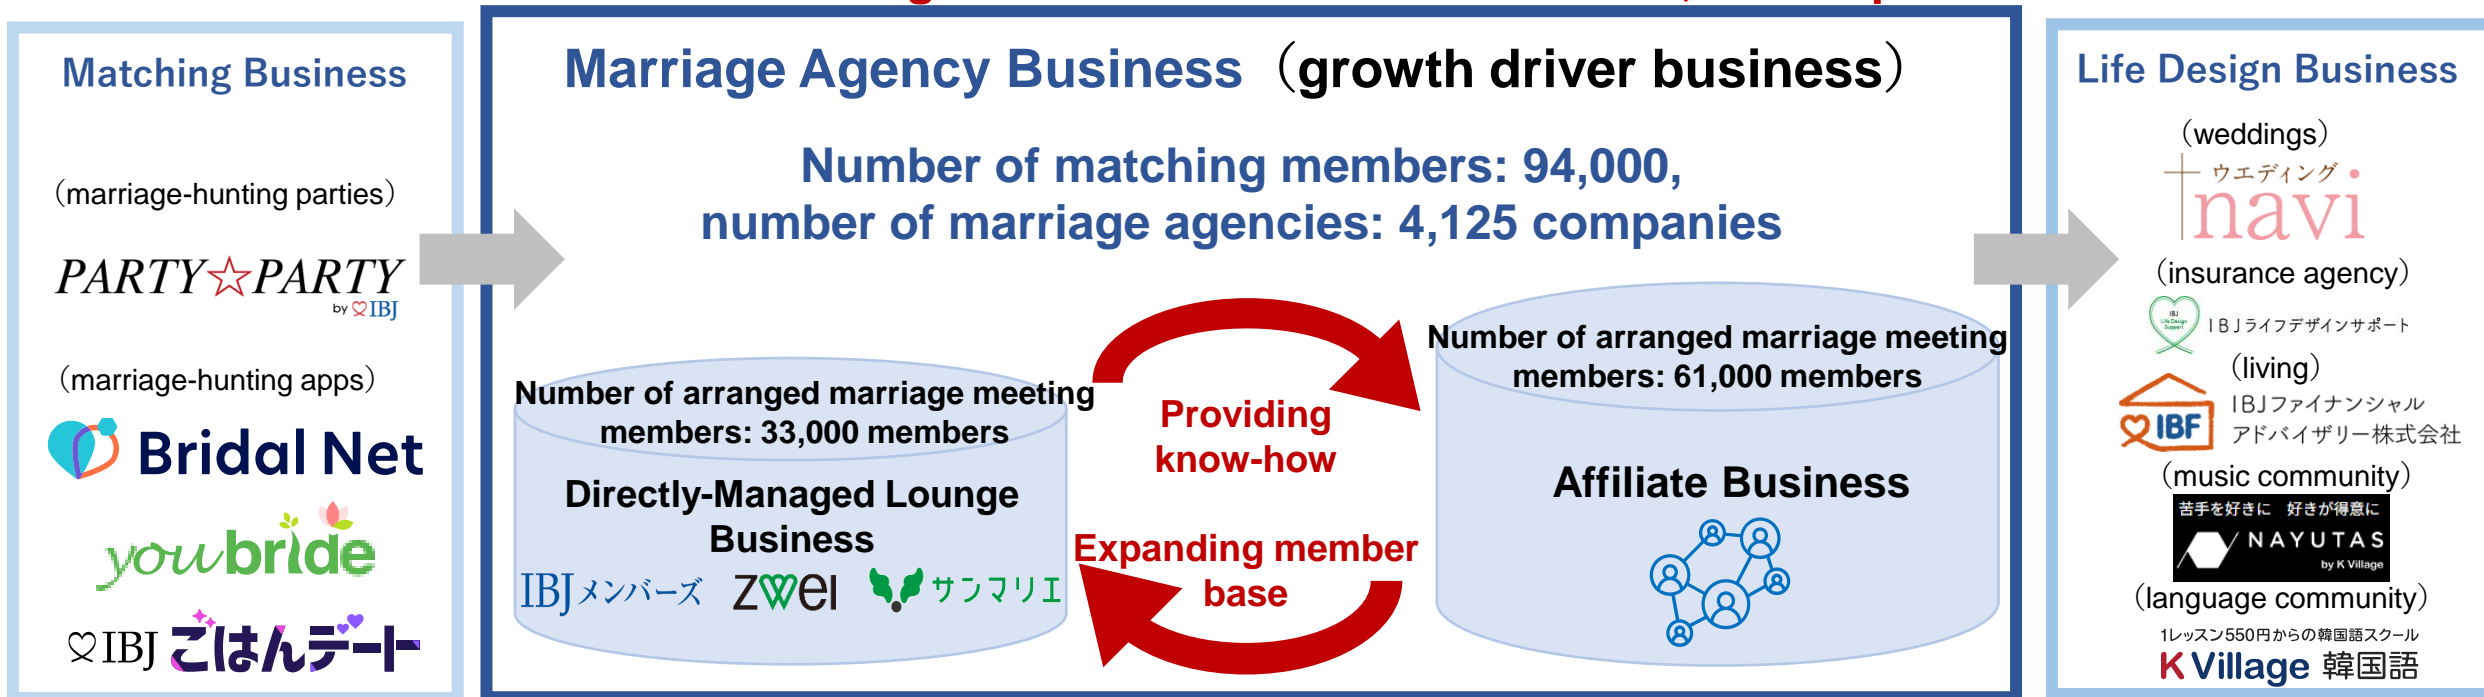 Matching Business
(marriage-hunting parties)
PARTY☆PARTY
by IBJ
(marriage-hunting apps)
Bridal Net
youbride
IBJ ごはんデート
Marriage Agency Business（growth driver business）
Number of matching members: 94,000,
number of marriage agencies: 4,125 companies
Number of arranged marriage meeting
members: 33,000 members
Directly-Managed Lounge
Business
IBJメンバーズ ZWEI サンマリエ
Providing
know-how
Expanding member
base
Number of arranged marriage meeting
members: 61,000 members
Affiliate Business
Life Design Business
(weddings)
ウエディング
navi
(insurance agency)
IBJ
Life Design
Support
IBJライフデザインサポート
(living)
IBF
IBJファイナンシャル
アドバイザリー株式会社
(music community)
苦手を好きに 好きが得意に
NAYUTAS
by K Village
(language community)
1レッスン550円からの韓国語スクール
K Village 韓国語